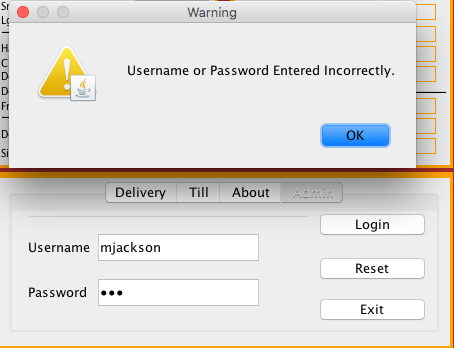 Warning
Username or Password Entered Incorrectly.
OK
Delivery Till About Admin
Login
Username mjackson
Reset
Password •••
Exit